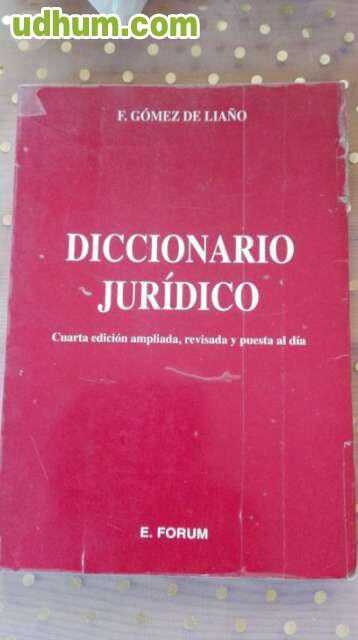 udhum.com
F. GÓMEZ DE LIAÑO
DICCIONARIO
JURÍDICO
Cuarta edición ampliada, revisada y puesta al día
E. FORUM